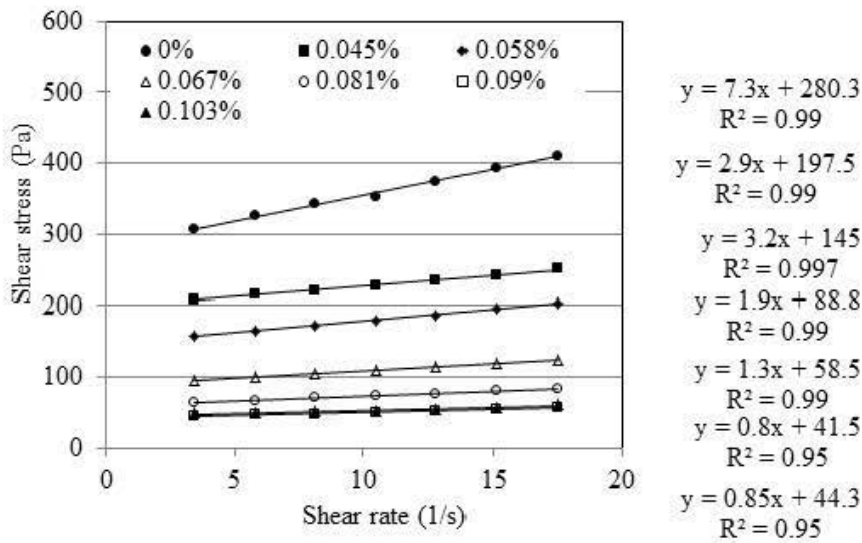 600
500
400
300
200
100
0
Shear stress (Pa)
0% 0.045% 0.058%
0.067% 0.081% 0.09%
0.103%
0 5 10 15 20
Shear rate (1/s)
y = 7.3x + 280.3
R² = 0.99
y = 2.9x + 197.5
R² = 0.99
y = 3.2x + 145
R² = 0.997
y = 1.9x + 88.8
R² = 0.99
y = 1.3x + 58.5
R² = 0.99
y = 0.8x + 41.5
R² = 0.95
y = 0.85x + 44.3
R² = 0.95